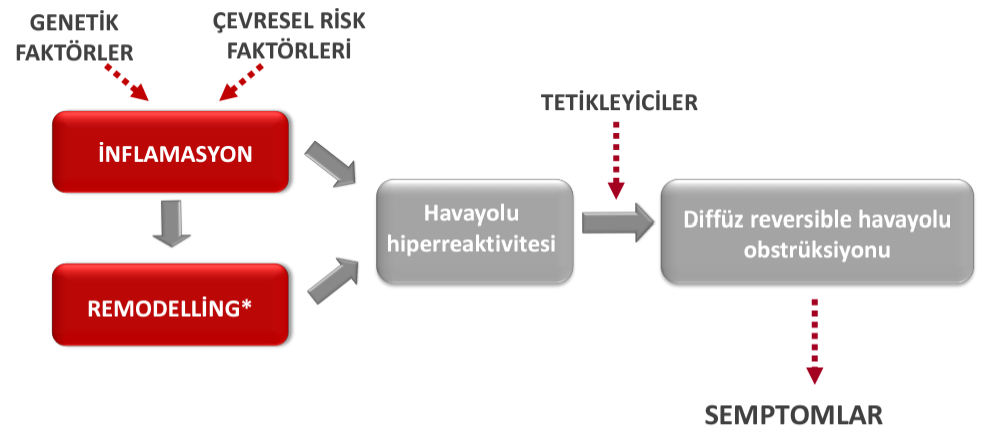 GENETİK
FAKTÖRLER
ÇEVRESEL RİSK
FAKTÖRLERİ
TETİKLEYİCİLER
İNFLAMASYON
Havayolu
hiperreaktivitesi
Diffüz reversible havayolu
obstrüksiyonu
REMODELLİNG*
SEMPTOMLAR